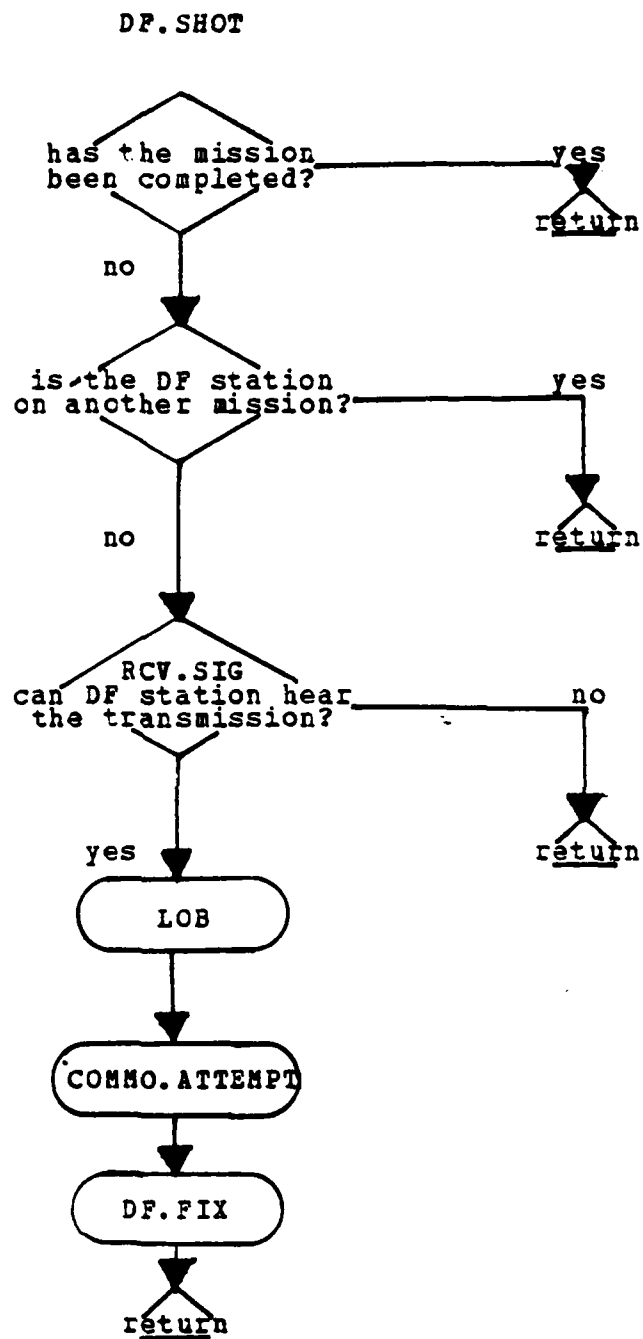 DF.SHOT
has the mission
been completed?
yes
return
no
is the DF station
on another mission?
yes
return
no
RCV.SIG
can DF station hear
the transmission?
no
return
yes
LOB
COMMO.ATTEMPT
DF.FIX
return